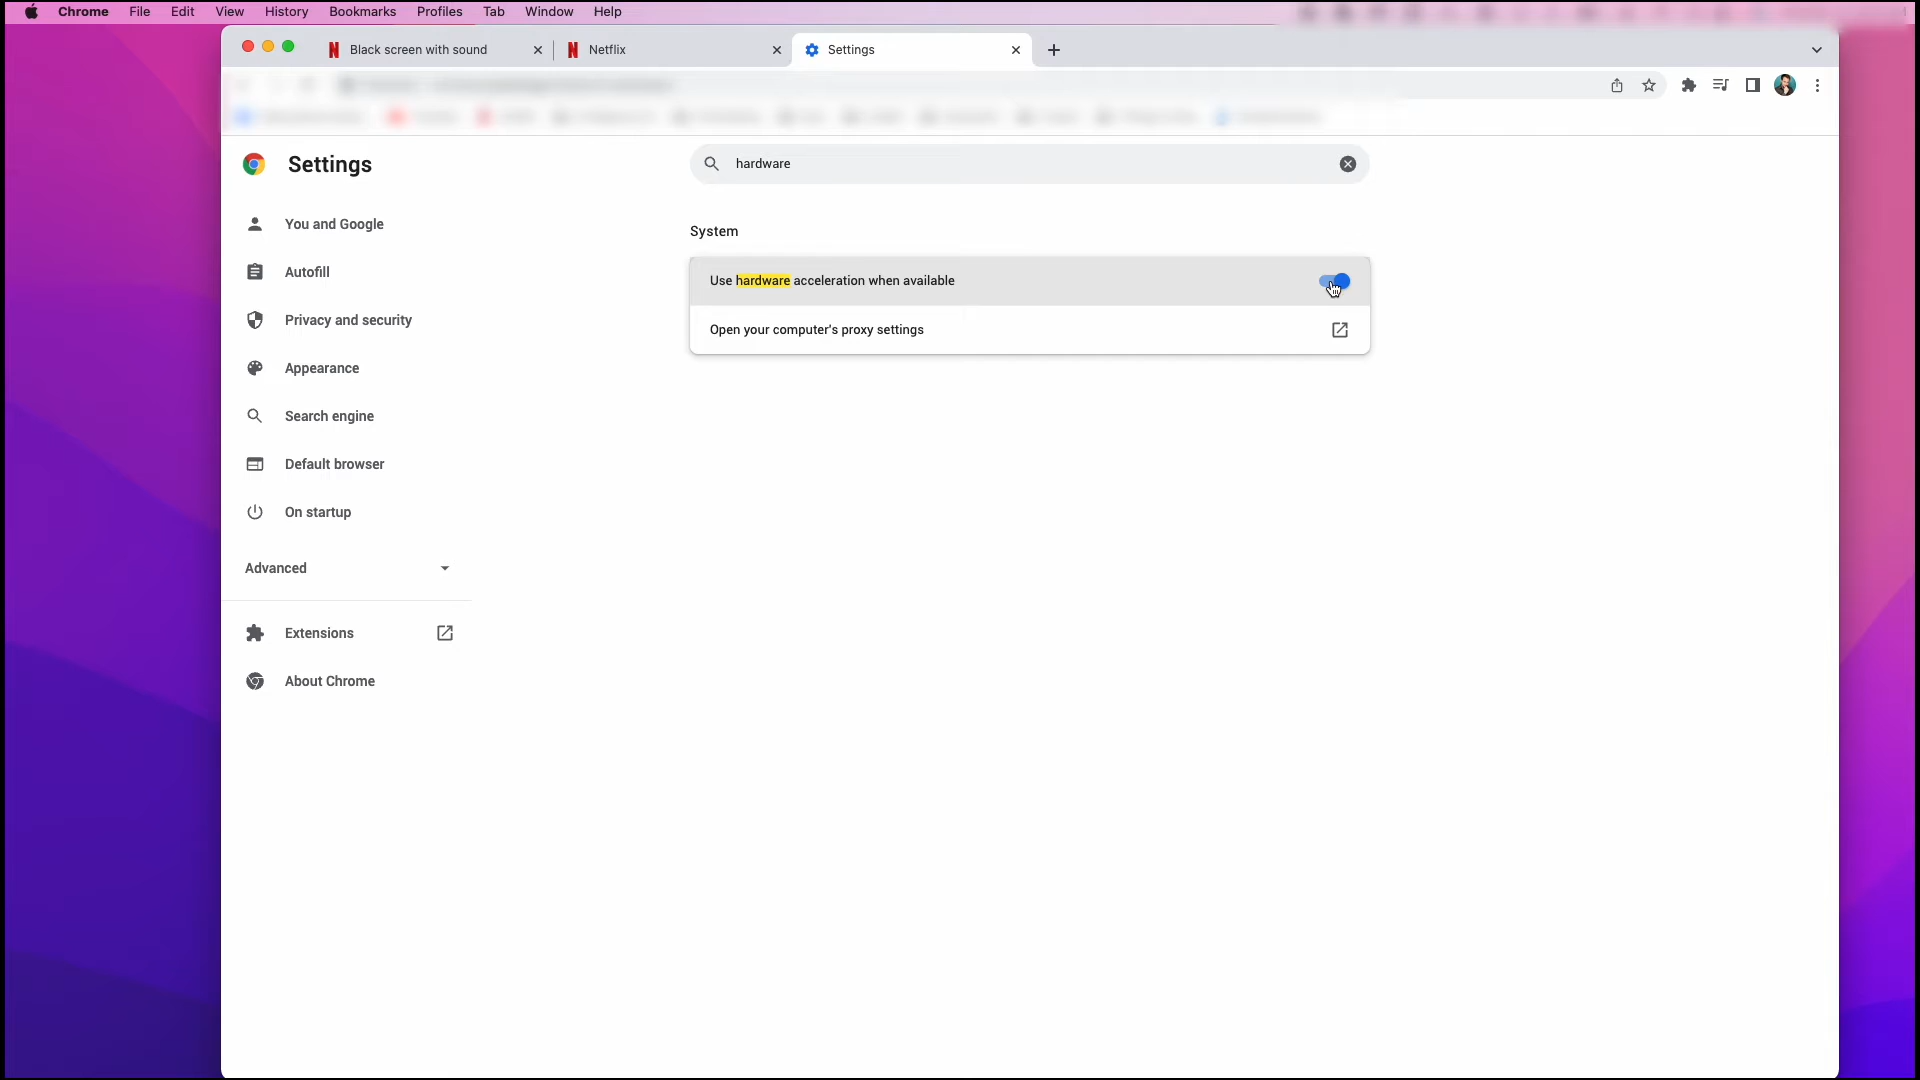 Chrome File Edit View History Bookmarks Profiles Tab Window Help
Black screen with sound Netflix Settings
Settings
hardware
You and Google
System
Autofill
Use hardware acceleration when available
Privacy and security
Open your computer's proxy settings
Appearance
Search engine
Default browser
On startup
Advanced
Extensions
About Chrome